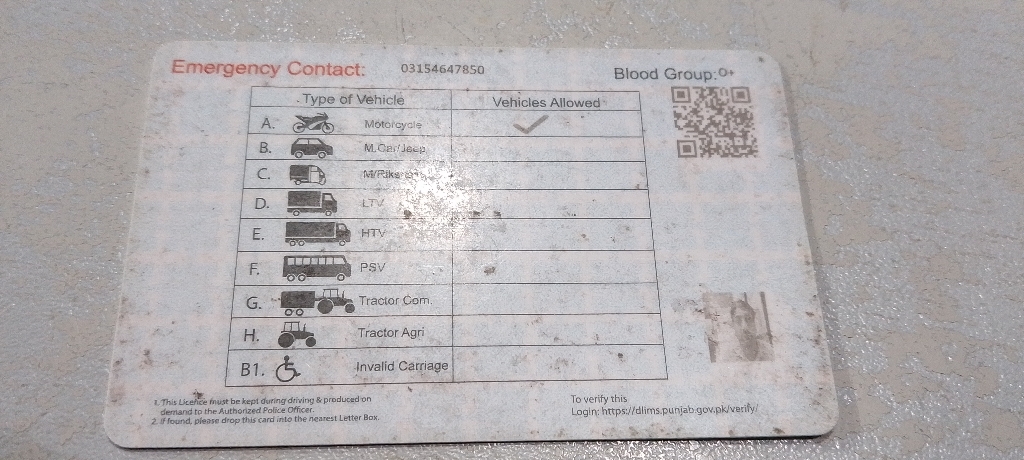 Emergency Contact: 03154647850 Blood Group: O+
Type of Vehicle Vehicles Allowed
A. Motorcycle ✓
B. M.Car/Jeep
C. M/Riks
D. LTV
E. HTV
F. PSV
G. Tractor Com.
H. Tractor Agri
B1. Invalid Carriage
1. This Licence must be kept during driving & produced on
demand to the Authorized Police Officer.
2. If found, please drop this card into the nearest Letter Box.
To verify this
Login: https://dlims.punjab.gov.pk/verify/